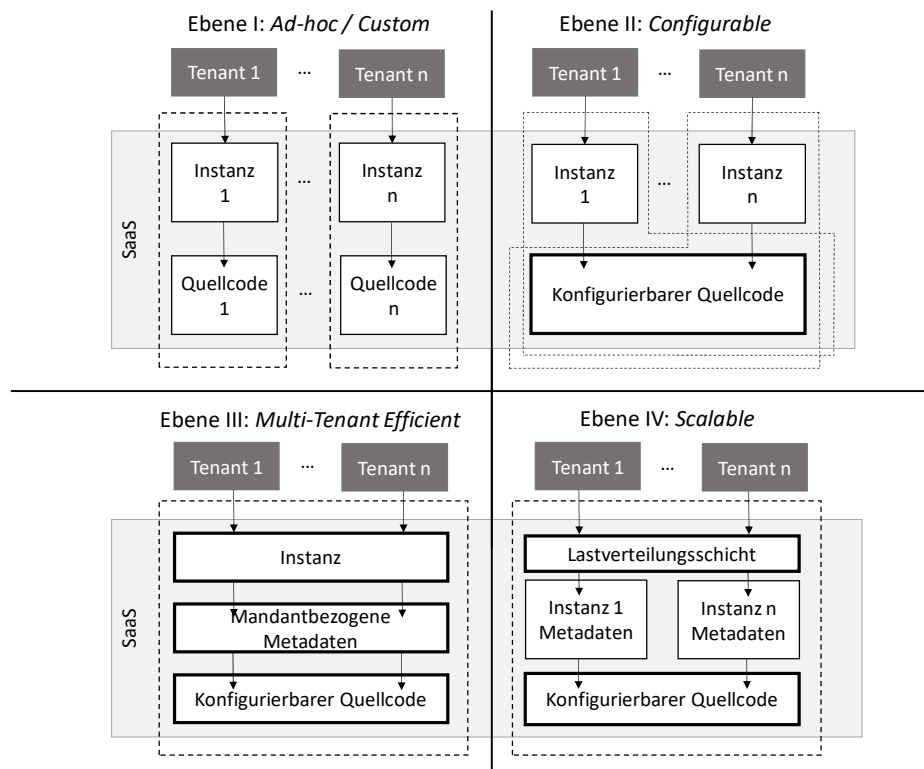 Ebene I: Ad-hoc / Custom
Tenant 1
...
Tenant n
SaaS
Instanz
1
...
Instanz
n
Quellcode
1
...
Quellcode
n
Ebene II: Configurable
Tenant 1
...
Tenant n
Instanz
1
...
Instanz
n
Konfigurierbarer Quellcode
Ebene III: Multi-Tenant Efficient
Tenant 1
...
Tenant n
SaaS
Instanz
Mandantbezogene
Metadaten
Konfigurierbarer Quellcode
Ebene IV: Scalable
Tenant 1
...
Tenant n
Lastverteilungsschicht
Instanz 1
Metadaten
Instanz n
Metadaten
Konfigurierbarer Quellcode